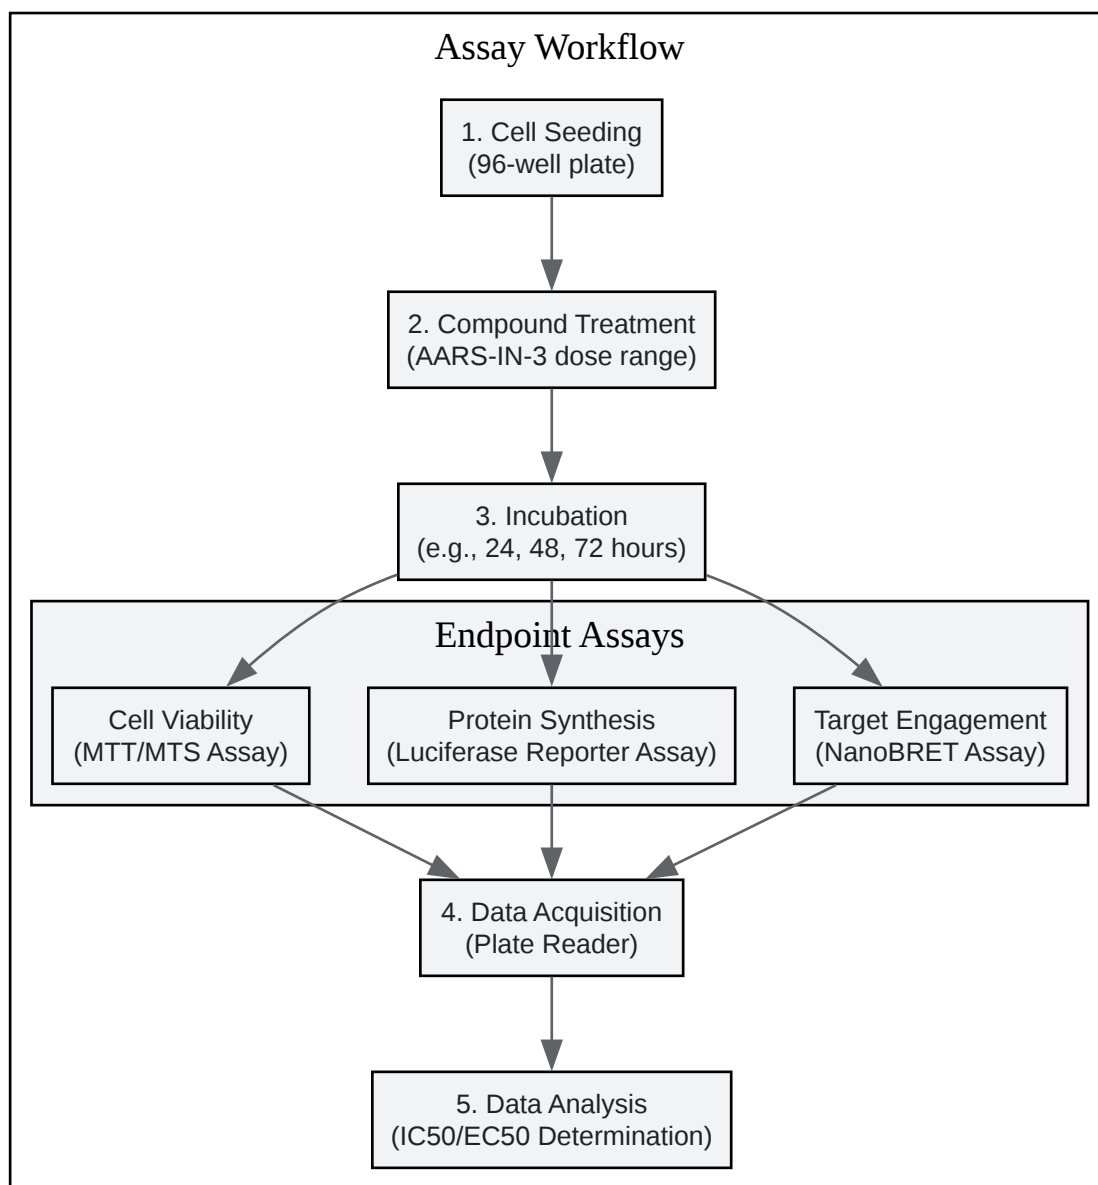 Assay Workflow
1. Cell Seeding
(96-well plate)
2. Compound Treatment
(AARS-IN-3 dose range)
3. Incubation
(e.g., 24, 48, 72 hours)
Endpoint Assays
Cell Viability
(MTT/MTS Assay)
Protein Synthesis
(Luciferase Reporter Assay)
Target Engagement
(NanoBRET Assay)
4. Data Acquisition
(Plate Reader)
5. Data Analysis
(IC50/EC50 Determination)